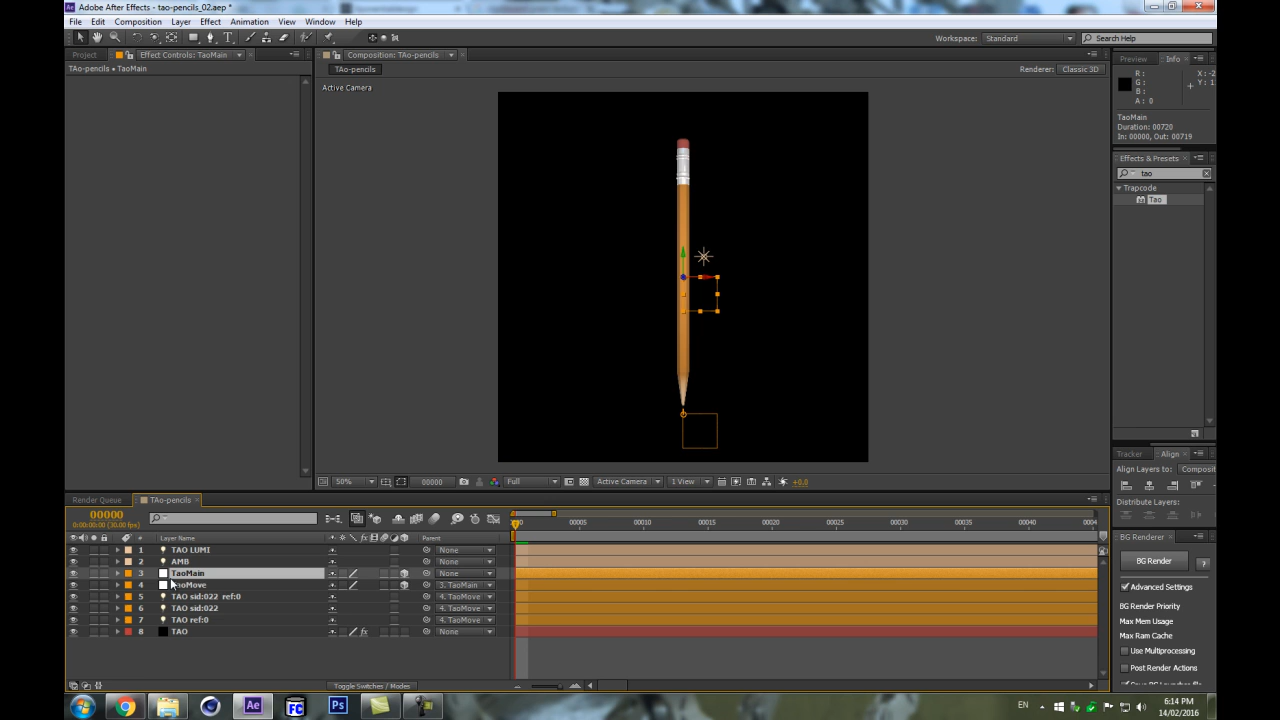 Adobe After Effects - tao-pencils_02.aep *
File Edit Composition Layer Effect Animation View Window Help
Workspace: Standard Search Help
Project Effect Controls: TaoMain Composition: TAo-pencils Preview Info
TAo-pencils • TaoMain
TAo-pencils
Renderer: Classic 3D
Active Camera
R :
G :
B :
A : 0
X: -2
Y: 1
TaoMain
Duration: 00720
In: 00000, Out: 00719
Effects & Presets
tao
Trapcode
Tao
Tracker Align
Align Layers to: Composit
Distribute Layers:
50% 00000 Full Active Camera 1 View +0.0
Render Queue TAo-pencils
00000
0:00:00:00 (30.00 fps)
00005 00010 00015 00020 00025 00030 00035 00040 0004
# Layer Name Parent
1 TAO LUMI None
2 AMB None
3 TaoMain None
4 TaoMove 3. TaoMain
5 TAO sid:022 ref:0 4. TaoMove
6 TAO sid:022 4. TaoMove
7 TAO ref:0 4. TaoMove
8 TAO fx None
Toggle Switches / Modes
BG Renderer
BG Render ?
Advanced Settings
BG Render Priority
Max Mem Usage
Max Ram Cache
Use Multiprocessing
Post Render Actions
Ae FC Ps
EN 6:14 PM
14/02/2016